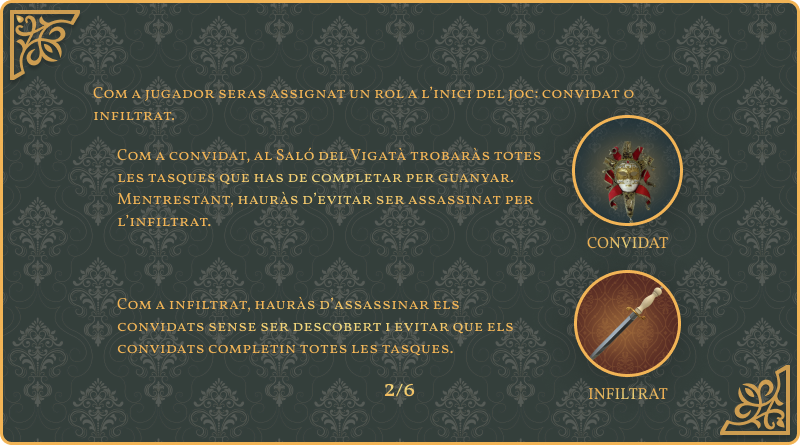 Com a jugador seras assignat un rol a l'inici del joc: convidat o
infiltrat.
Com a convidat, al Saló del Vigatà trobaràs totes
les tasques que has de completar per guanyar.
Mentrestant, hauràs d'evitar ser assassinat per
l'infiltrat.
CONVIDAT
Com a infiltrat, hauràs d'assassinar els
convidats sense ser descobert i evitar que els
convidats completin totes les tasques.
INFILTRAT
2/6